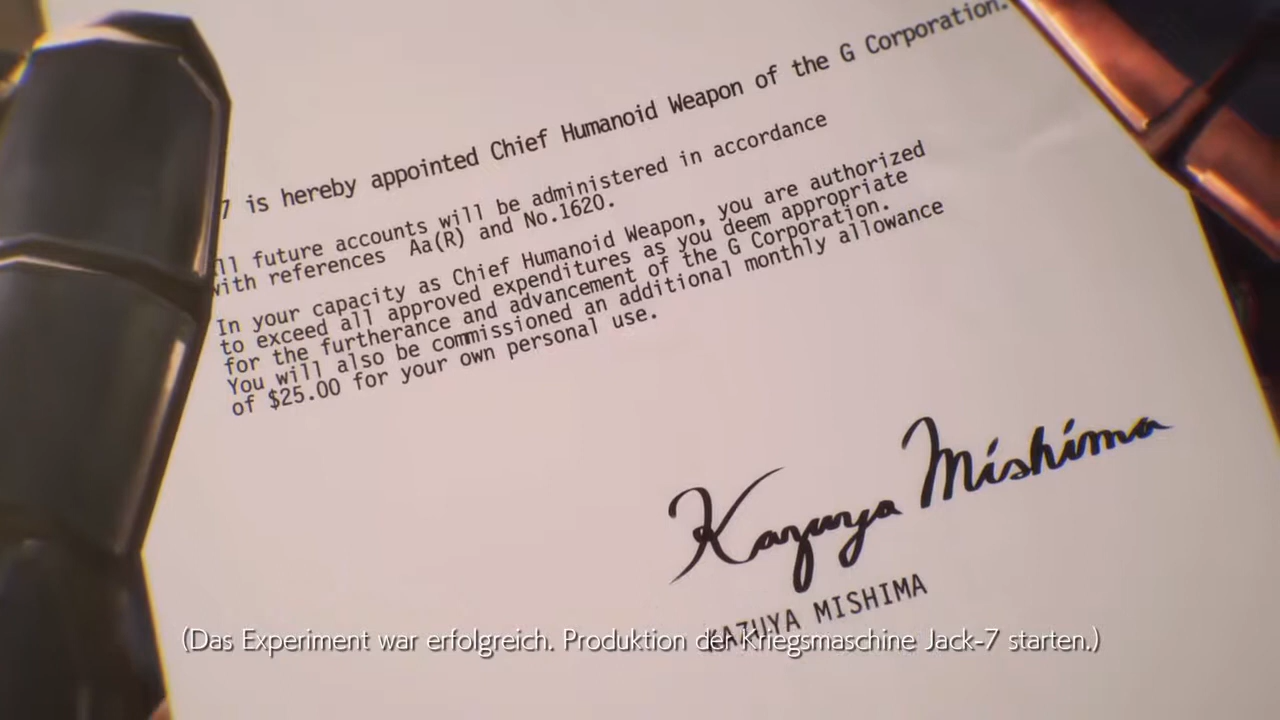 7 is hereby appointed Chief Humanoid Weapon of the G Corporation.
all future accounts will be administered in accordance
with references Aa(R) and No.1620.
In your capacity as Chief Humanoid Weapon, you are authorized
to exceed all approved expenditures as you deem appropriate
for the furtherance and advancement of the G Corporation.
You will also be commissioned an additional monthly allowance
of $25.00 for your own personal use.
Kazuya Mishima
KAZUYA MISHIMA
(Das Experiment war erfolgreich. Produktion der Kriegsmaschine Jack-7 starten.)